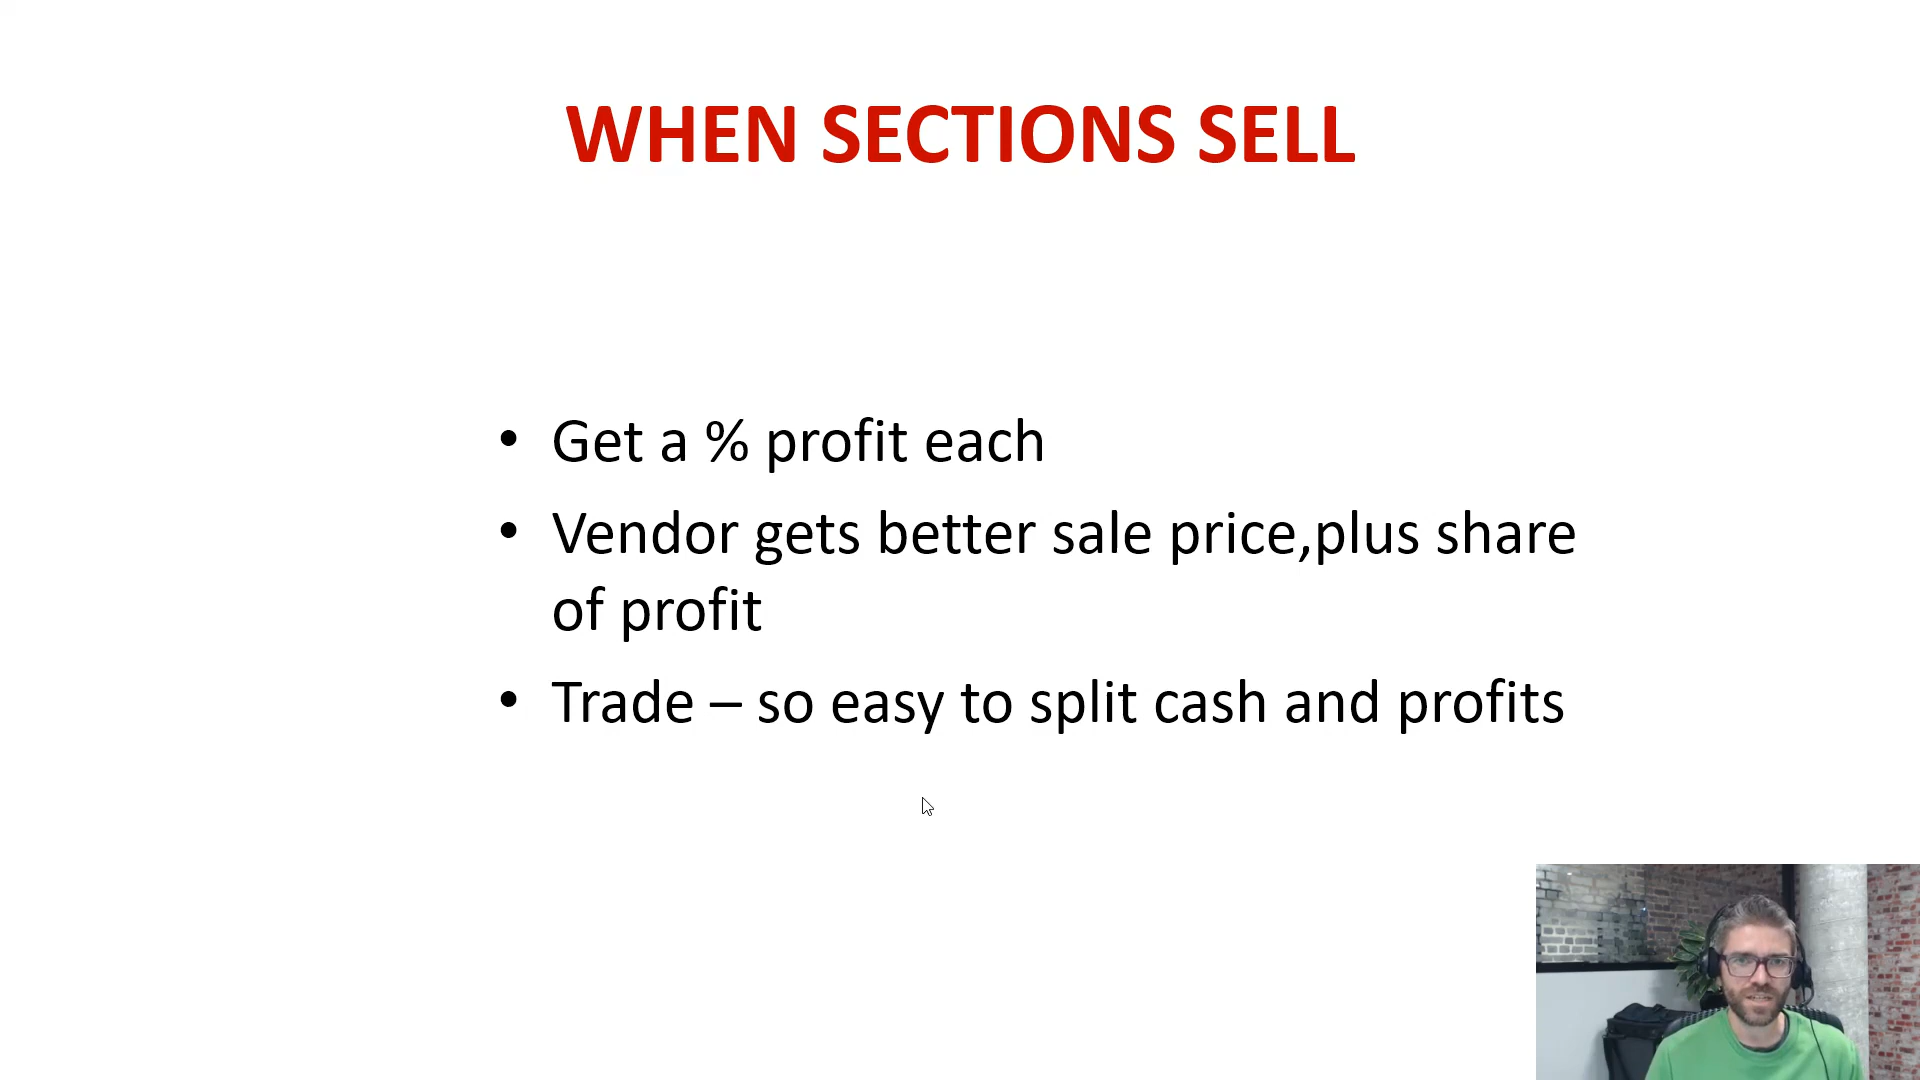 WHEN SECTIONS SELL
• Get a % profit each
• Vendor gets better sale price,plus share
of profit
• Trade – so easy to split cash and profits